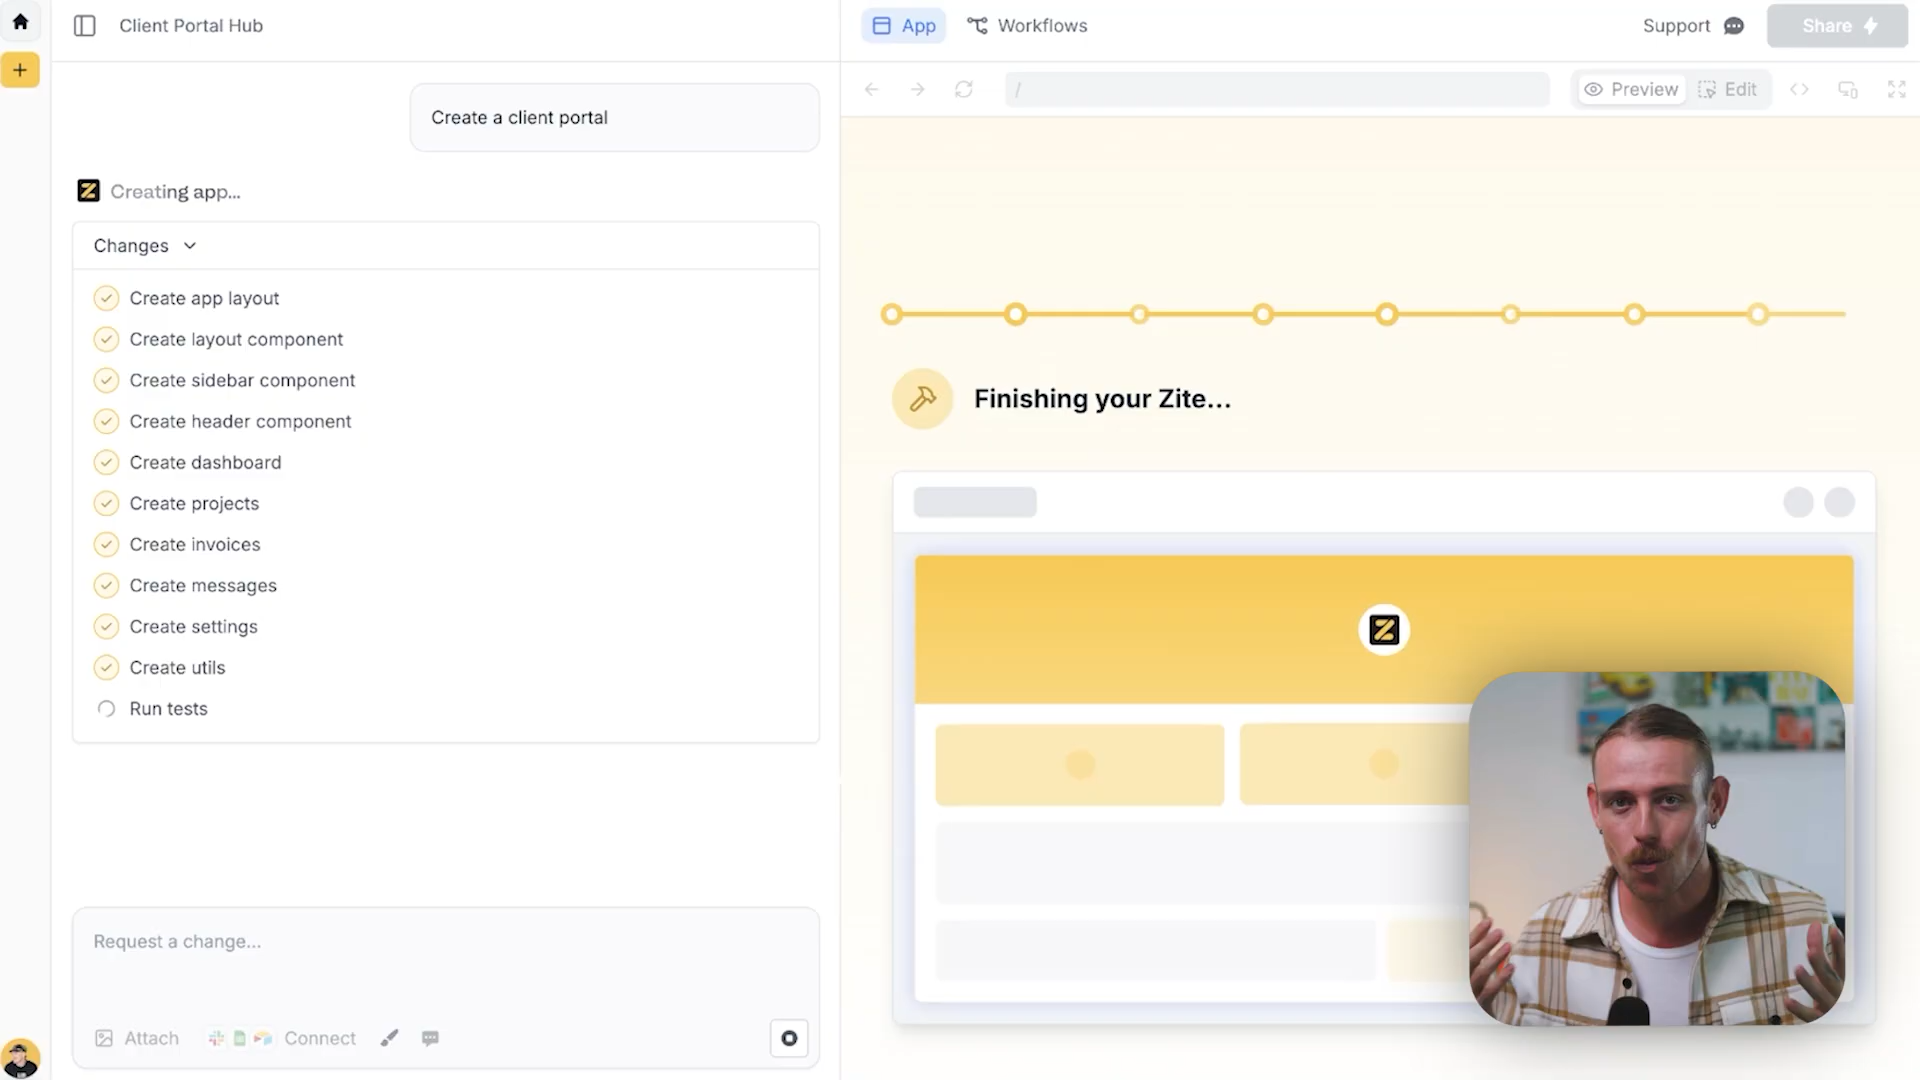 Client Portal Hub
App
Workflows
Support
Share
/
Preview
Edit
Create a client portal
Creating app...
Changes
Create app layout
Create layout component
Create sidebar component
Create header component
Create dashboard
Create projects
Create invoices
Create messages
Create settings
Create utils
Run tests
Finishing your Zite...
Request a change...
Attach
Connect